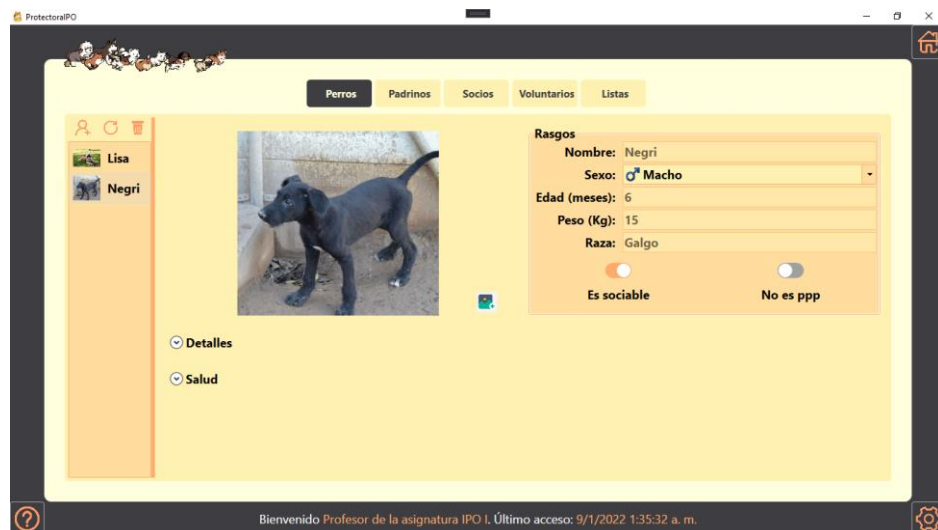 ProtectoraIPO
Perros Padrinos Socios Voluntarios Listas
Lisa
Negri
Rasgos
Nombre: Negri
Sexo: Macho
Edad (meses): 6
Peso (Kg): 15
Raza: Galgo
Es sociable No es ppp
Detalles
Salud
Bienvenido Profesor de la asignatura IPO I. Último acceso: 9/1/2022 1:35:32 a. m.